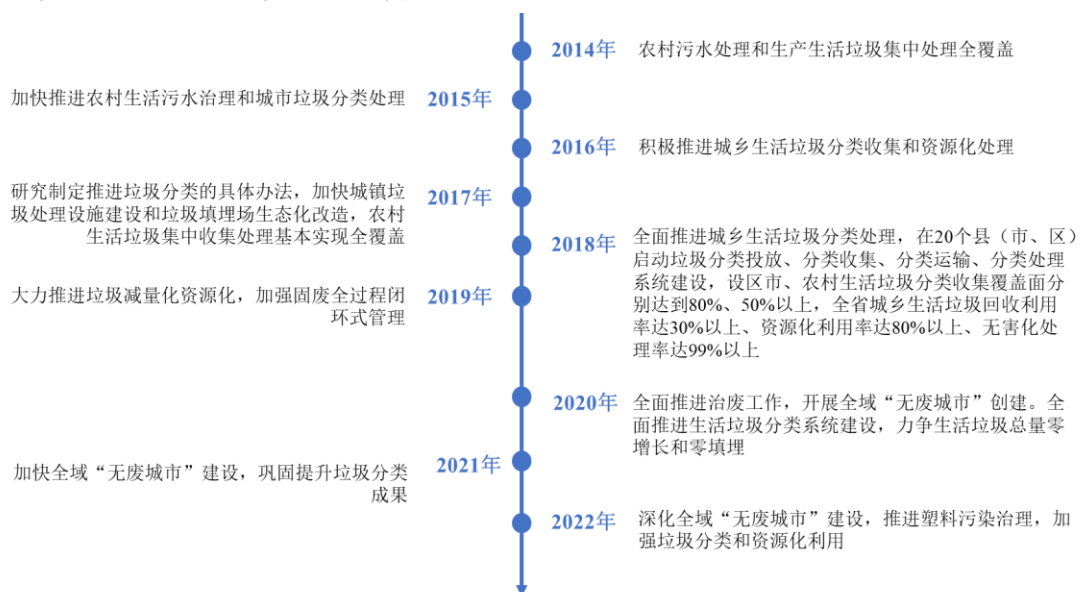 2014年 农村污水处理和生产生活垃圾集中处理全覆盖
加快推进农村生活污水治理和城市垃圾分类处理 2015年
2016年 积极推进城乡生活垃圾分类收集和资源化处理
研究制定推进垃圾分类的具体办法，加快城镇垃
圾处理设施建设和垃圾填埋场生态化改造，农村
生活垃圾集中收集处理基本实现全覆盖
2017年
2018年
全面推进城乡生活垃圾分类处理，在20个县（市、区）
启动垃圾分类投放、分类收集、分类运输、分类处理
系统建设，设区市、农村生活垃圾分类收集覆盖面分
别达到80%、50%以上，全省城乡生活垃圾回收利用
率达30%以上、资源化利用率达80%以上、无害化处
理率达99%以上
大力推进垃圾减量化资源化，加强固废全过程闭
环式管理
2019年
2020年
全面推进治废工作，开展全域“无废城市”创建。全
面推进生活垃圾分类系统建设，力争生活垃圾总量零
增长和零填埋
加快全域“无废城市”建设，巩固提升垃圾分类
成果
2021年
2022年
深化全域“无废城市”建设，推进塑料污染治理，加
强垃圾分类和资源化利用